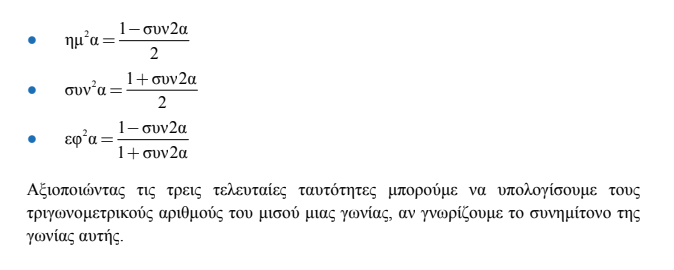 • ημ²α = (1 − συν2α)/2
• συν²α = (1 + συν2α)/2
• εφ²α = (1 − συν2α)/(1 + συν2α)
Αξιοποιώντας τις τρεις τελευταίες ταυτότητες μπορούμε να υπολογίσουμε τους
τριγωνομετρικούς αριθμούς του μισού μιας γωνίας, αν γνωρίζουμε το συνημίτονο της
γωνίας αυτής.